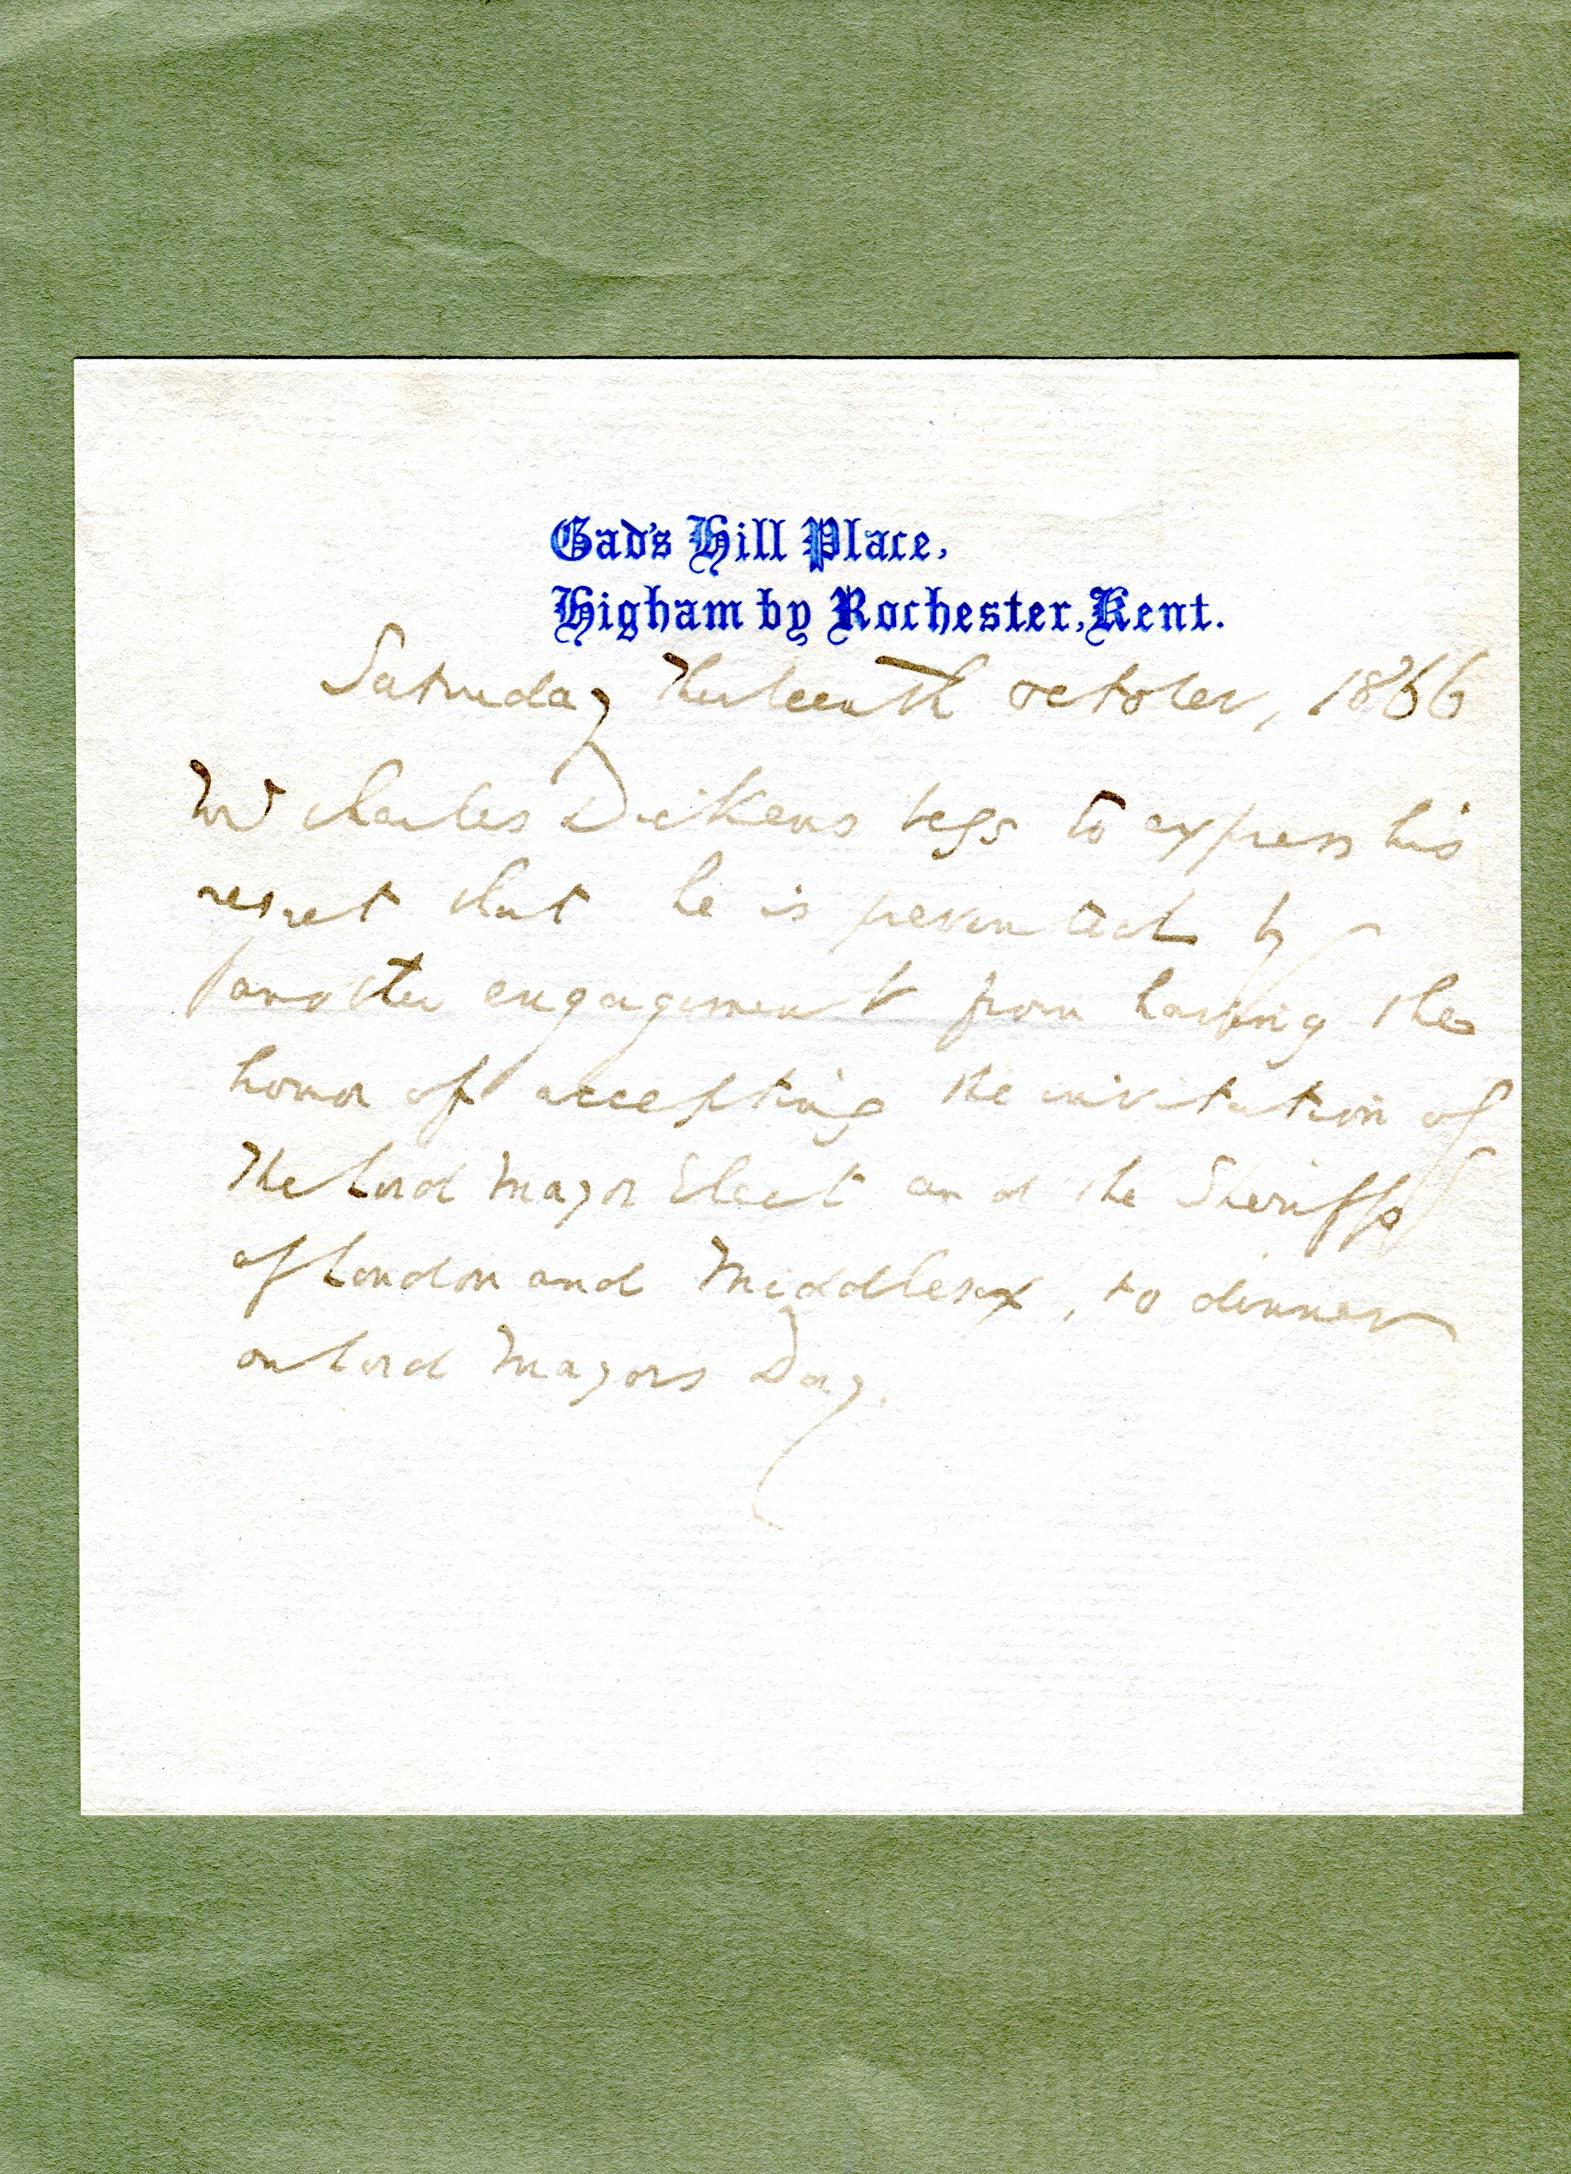 Gad's Hill Place,
Higham by Rochester, Kent.
Saturday Thirteenth October, 1866
Mr Charles Dickens begs to express his
regret that he is prevented by
another engagement from having the
honor of accepting the invitation of
The Lord Mayor Elect and the Sheriffs
of London and Middlesex, to dinner
on Lord Mayors Day.